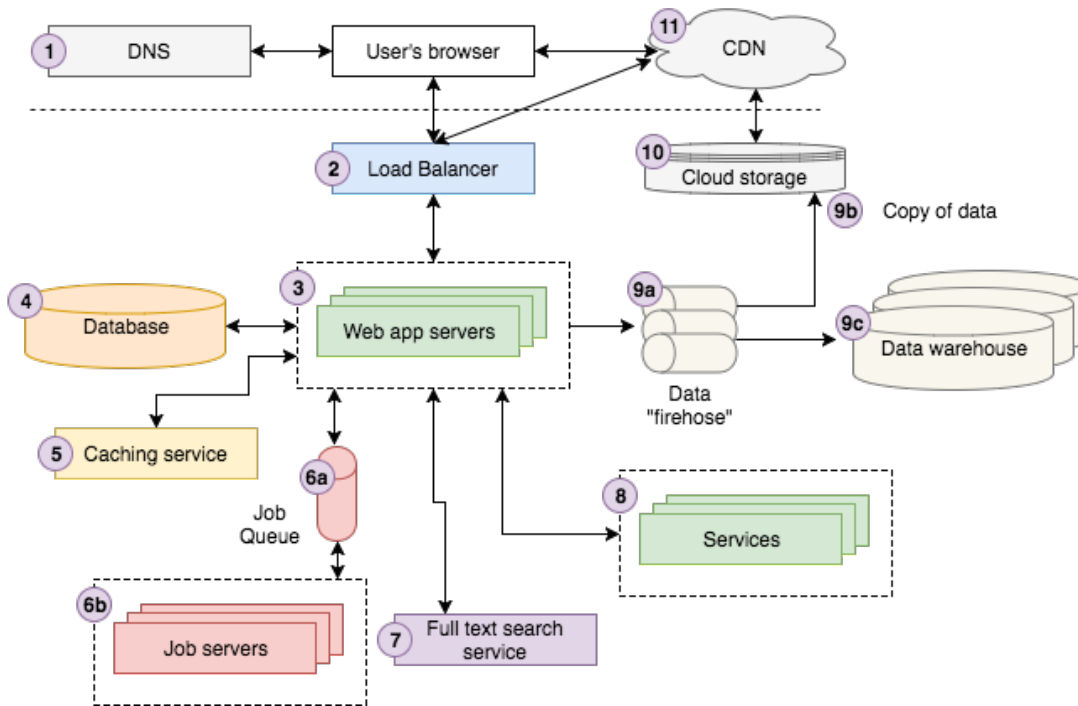 1
DNS
User's browser
11
CDN
2
Load Balancer
10
Cloud storage
9b
Copy of data
3
Web app servers
4
Database
9a
Data
"firehose"
9c
Data warehouse
5
Caching service
6a
Job
Queue
8
Services
6b
Job servers
7
Full text search
service